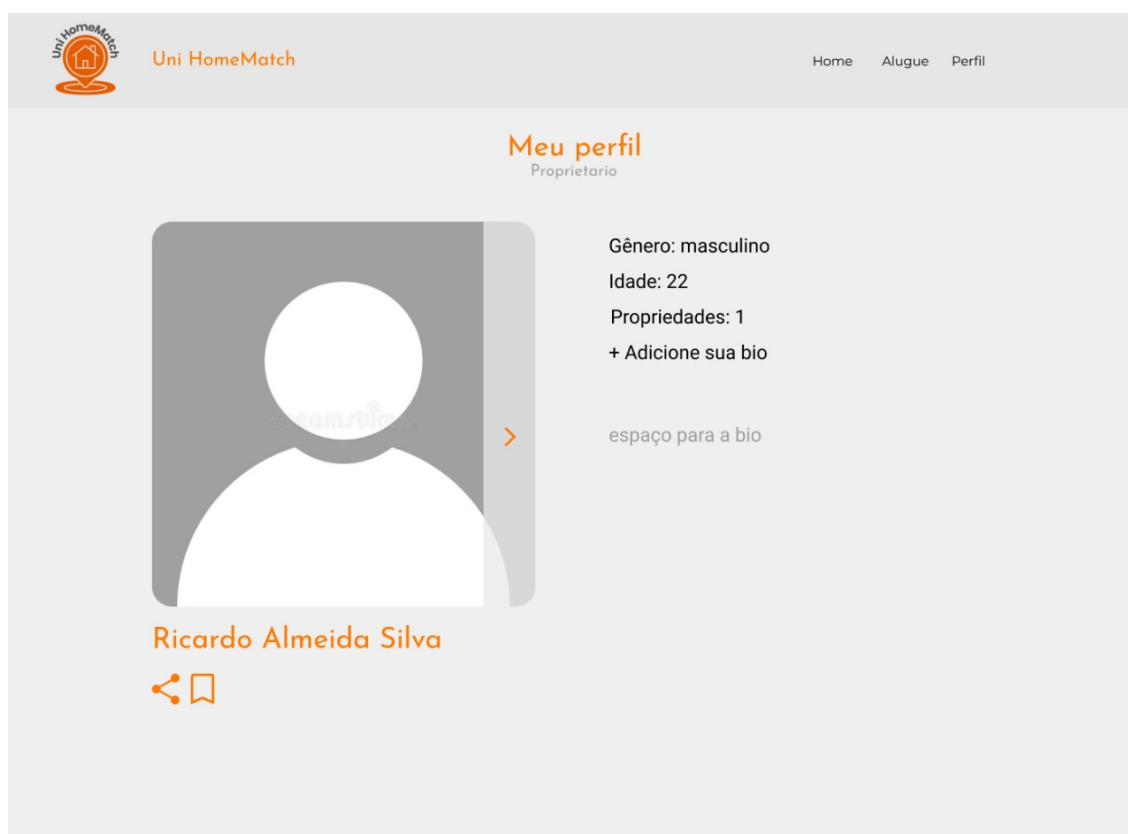 Uni HomeMatch
Uni HomeMatch
Home Alugue Perfil
Meu perfil
Proprietario
Gênero: masculino
Idade: 22
Propriedades: 1
+ Adicione sua bio
espaço para a bio
dreamstime
Ricardo Almeida Silva